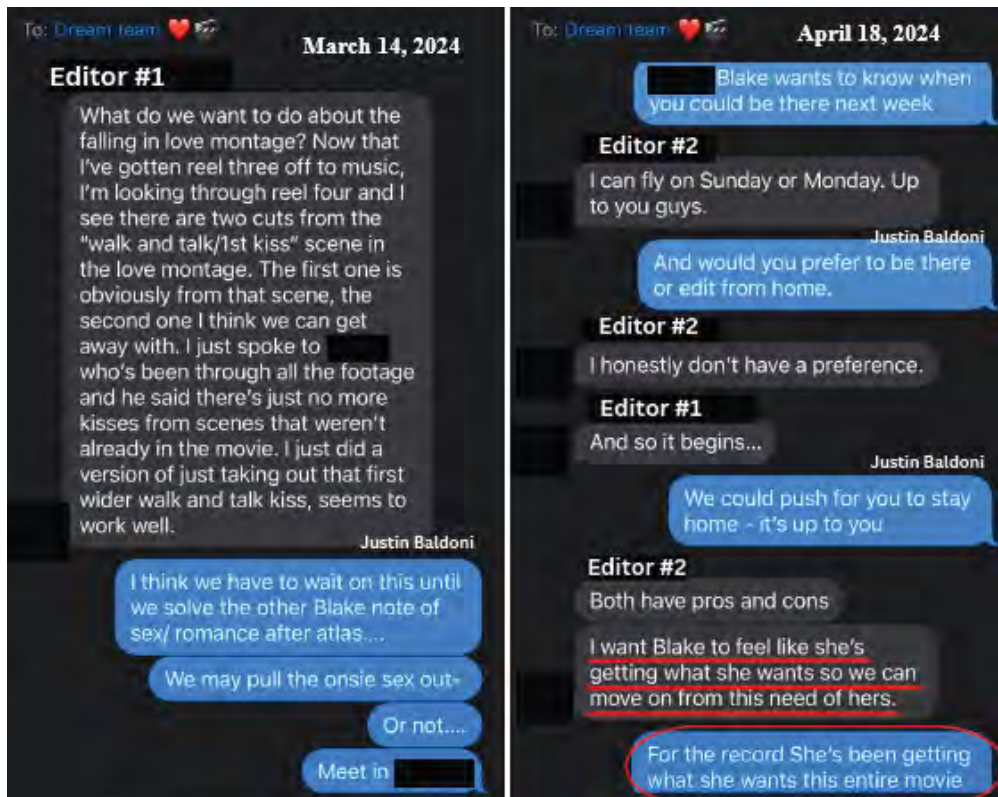 To: Dream team ❤️🎬
March 14, 2024
Editor #1
What do we want to do about the
falling in love montage? Now that
I've gotten reel three off to music,
I'm looking through reel four and I
see there are two cuts from the
"walk and talk/1st kiss" scene in
the love montage. The first one is
obviously from that scene, the
second one I think we can get
away with. I just spoke to
who's been through all the footage
and he said there's just no more
kisses from scenes that weren't
already in the movie. I just did a
version of just taking out that first
wider walk and talk kiss, seems to
work well.
Justin Baldoni
I think we have to wait on this until
we solve the other Blake note of
sex/ romance after atlas....
We may pull the onsie sex out-
Or not....
Meet in
To: Dream team ❤️🎬
April 18, 2024
Blake wants to know when
you could be there next week
Editor #2
I can fly on Sunday or Monday. Up
to you guys.
Justin Baldoni
And would you prefer to be there
or edit from home.
Editor #2
I honestly don't have a preference.
Editor #1
And so it begins...
Justin Baldoni
We could push for you to stay
home - it's up to you
Editor #2
Both have pros and cons
I want Blake to feel like she's
getting what she wants so we can
move on from this need of hers.
For the record She's been getting
what she wants this entire movie